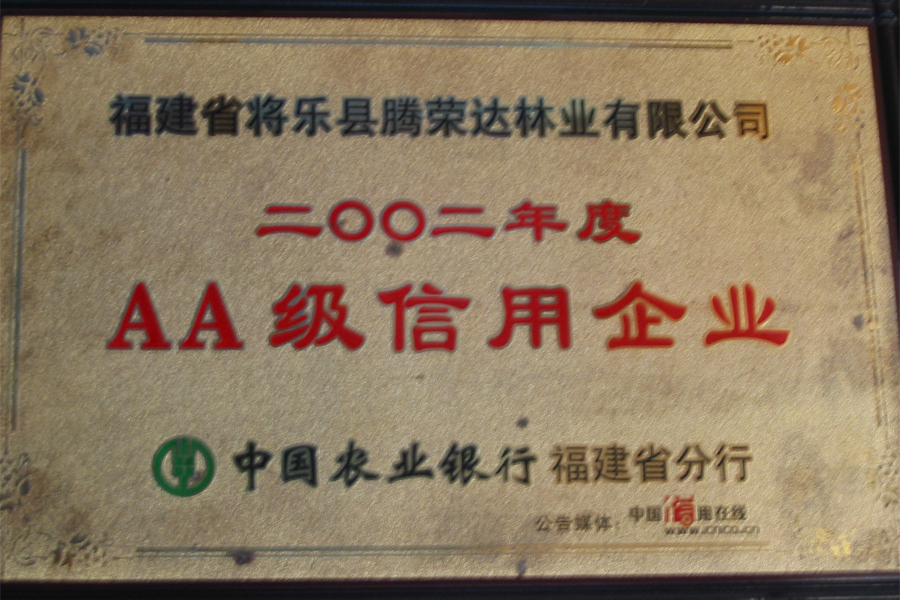 福建省将乐县腾荣达林业有限公司
二〇〇二年度
AA级信用企业
中国农业银行 福建省分行
公告媒体：中国信用在线